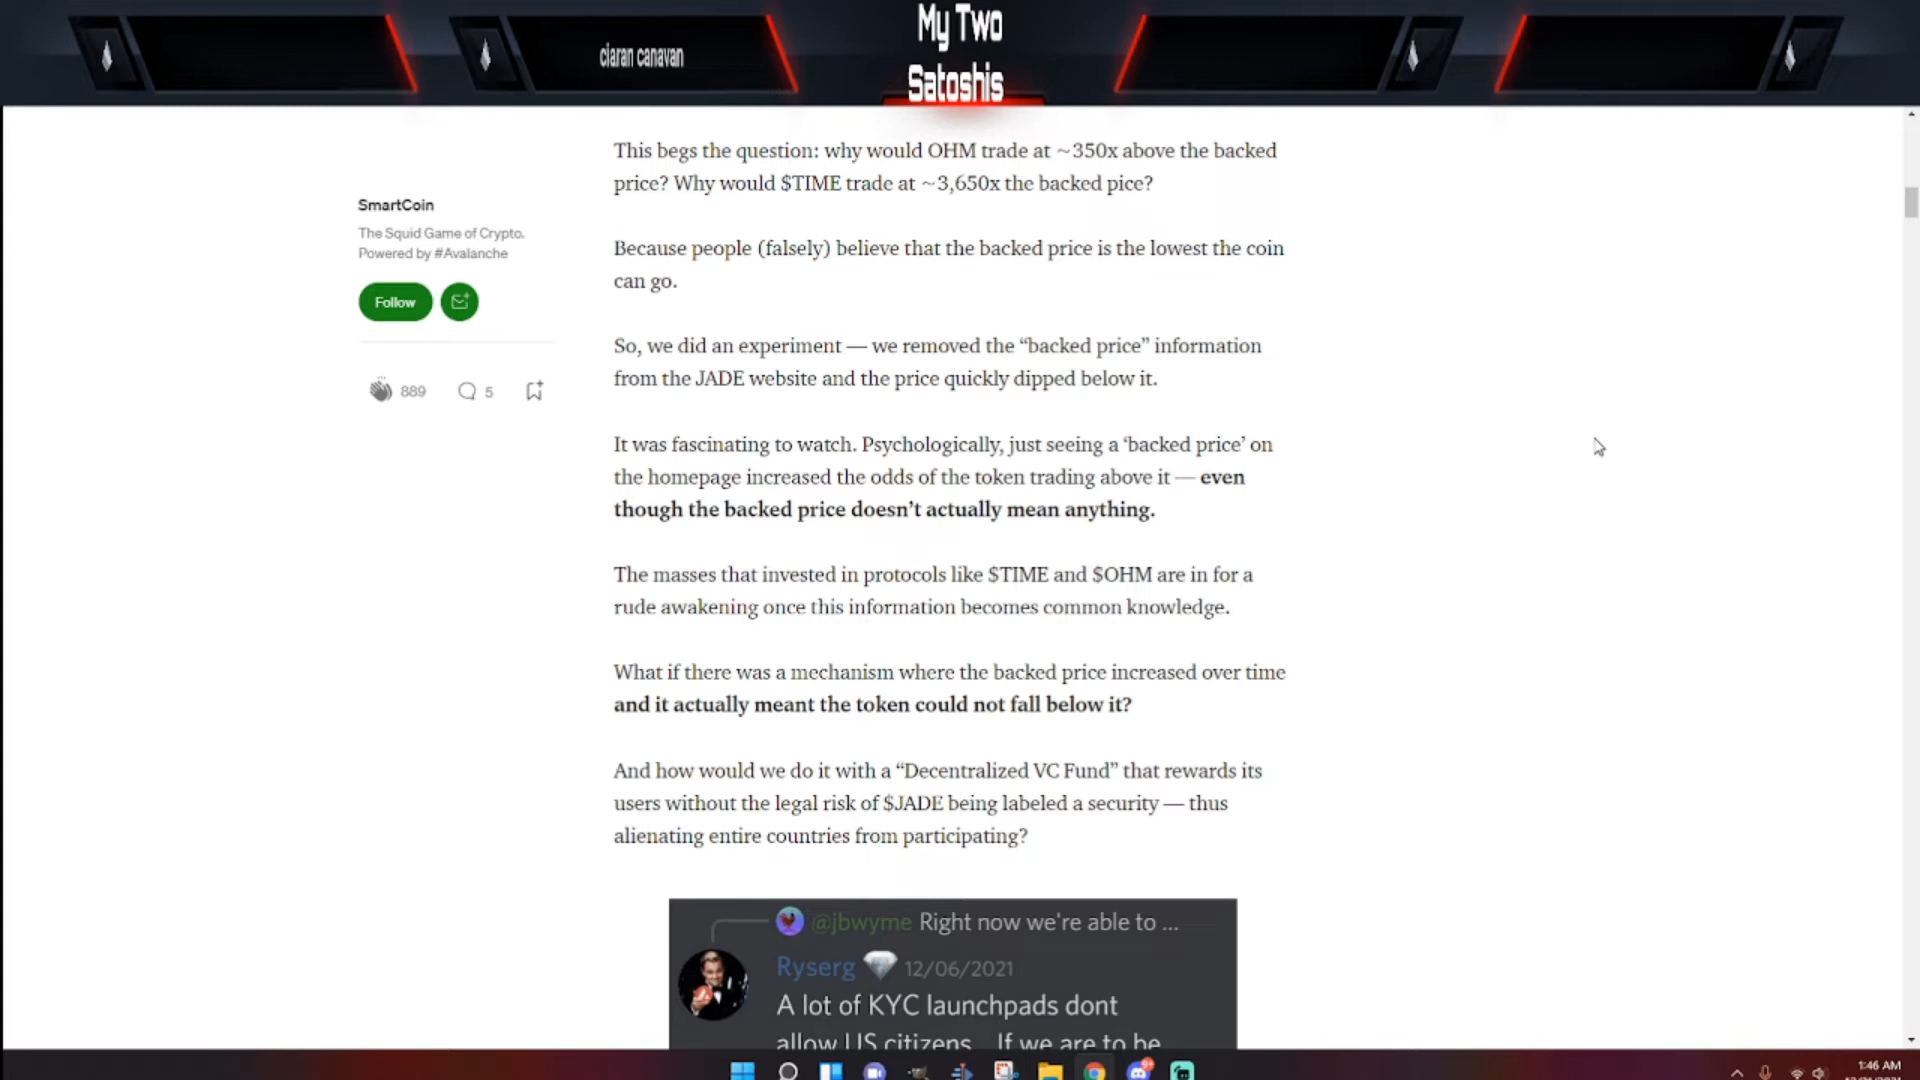 ciaran canavan
My Two
Satoshis
SmartCoin
The Squid Game of Crypto.
Powered by #Avalanche
Follow
889
5
This begs the question: why would OHM trade at ~350x above the backed
price? Why would $TIME trade at ~3,650x the backed pice?
Because people (falsely) believe that the backed price is the lowest the coin
can go.
So, we did an experiment — we removed the “backed price” information
from the JADE website and the price quickly dipped below it.
It was fascinating to watch. Psychologically, just seeing a ‘backed price’ on
the homepage increased the odds of the token trading above it — even
though the backed price doesn’t actually mean anything.
The masses that invested in protocols like $TIME and $OHM are in for a
rude awakening once this information becomes common knowledge.
What if there was a mechanism where the backed price increased over time
and it actually meant the token could not fall below it?
And how would we do it with a “Decentralized VC Fund” that rewards its
users without the legal risk of $JADE being labeled a security — thus
alienating entire countries from participating?
@jbwyme Right now we're able to ...
Ryserg 12/06/2021
A lot of KYC launchpads dont
allow US citizens. If we are to be
1:46 AM